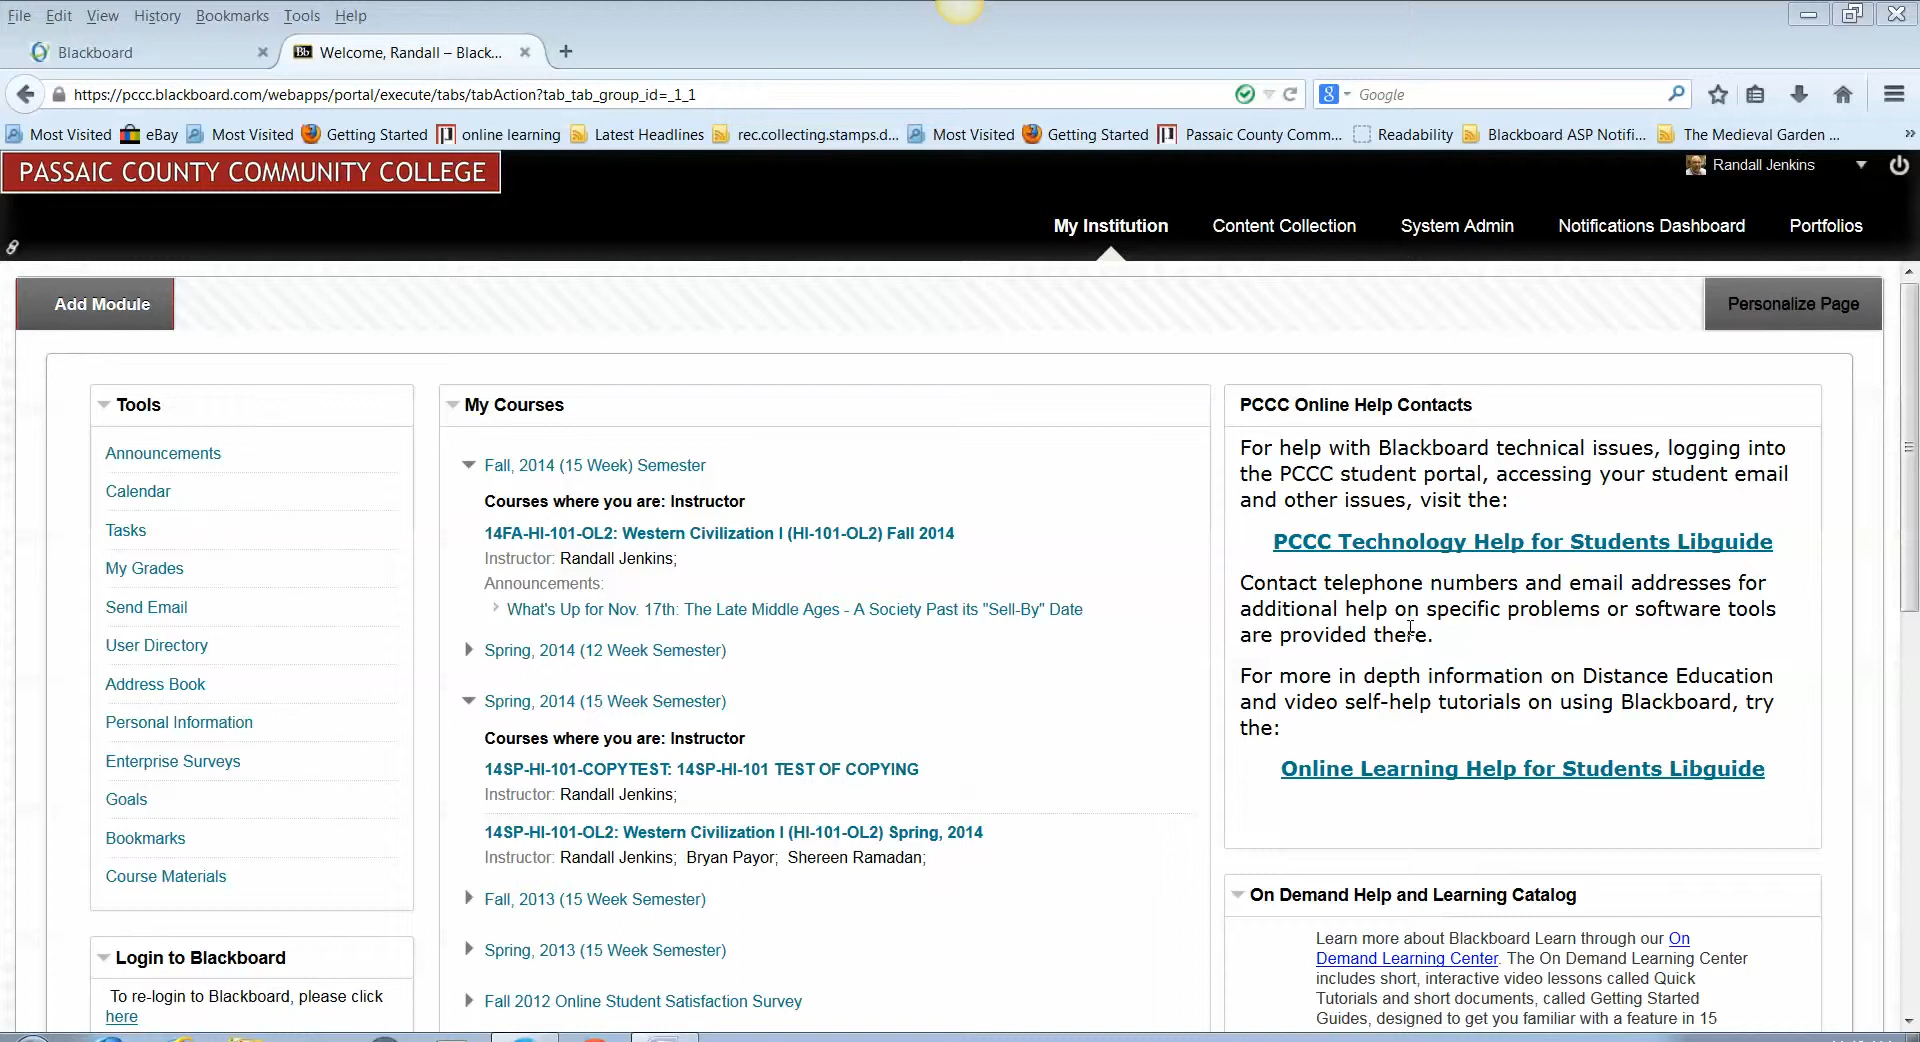 File Edit View History Bookmarks Tools Help
Blackboard
Bb Welcome, Randall – Black...
https://pccc.blackboard.com/webapps/portal/execute/tabs/tabAction?tab_tab_group_id=_1_1
Google
Most Visited eBay Most Visited Getting Started online learning Latest Headlines rec.collecting.stamps.d... Most Visited Getting Started Passaic County Comm... Readability Blackboard ASP Notifi... The Medieval Garden ...
PASSAIC COUNTY COMMUNITY COLLEGE
Randall Jenkins
My Institution Content Collection System Admin Notifications Dashboard Portfolios
Add Module
Personalize Page
Tools
Announcements
Calendar
Tasks
My Grades
Send Email
User Directory
Address Book
Personal Information
Enterprise Surveys
Goals
Bookmarks
Course Materials
Login to Blackboard
To re-login to Blackboard, please click
here
My Courses
Fall, 2014 (15 Week) Semester
Courses where you are: Instructor
14FA-HI-101-OL2: Western Civilization I (HI-101-OL2) Fall 2014
Instructor: Randall Jenkins;
Announcements:
What's Up for Nov. 17th: The Late Middle Ages - A Society Past its "Sell-By" Date
Spring, 2014 (12 Week Semester)
Spring, 2014 (15 Week Semester)
Courses where you are: Instructor
14SP-HI-101-COPYTEST: 14SP-HI-101 TEST OF COPYING
Instructor: Randall Jenkins;
14SP-HI-101-OL2: Western Civilization I (HI-101-OL2) Spring, 2014
Instructor: Randall Jenkins; Bryan Payor; Shereen Ramadan;
Fall, 2013 (15 Week Semester)
Spring, 2013 (15 Week Semester)
Fall 2012 Online Student Satisfaction Survey
PCCC Online Help Contacts
For help with Blackboard technical issues, logging into
the PCCC student portal, accessing your student email
and other issues, visit the:
PCCC Technology Help for Students Libguide
Contact telephone numbers and email addresses for
additional help on specific problems or software tools
are provided there.
For more in depth information on Distance Education
and video self-help tutorials on using Blackboard, try
the:
Online Learning Help for Students Libguide
On Demand Help and Learning Catalog
Learn more about Blackboard Learn through our On
Demand Learning Center. The On Demand Learning Center
includes short, interactive video lessons called Quick
Tutorials and short documents, called Getting Started
Guides, designed to get you familiar with a feature in 15